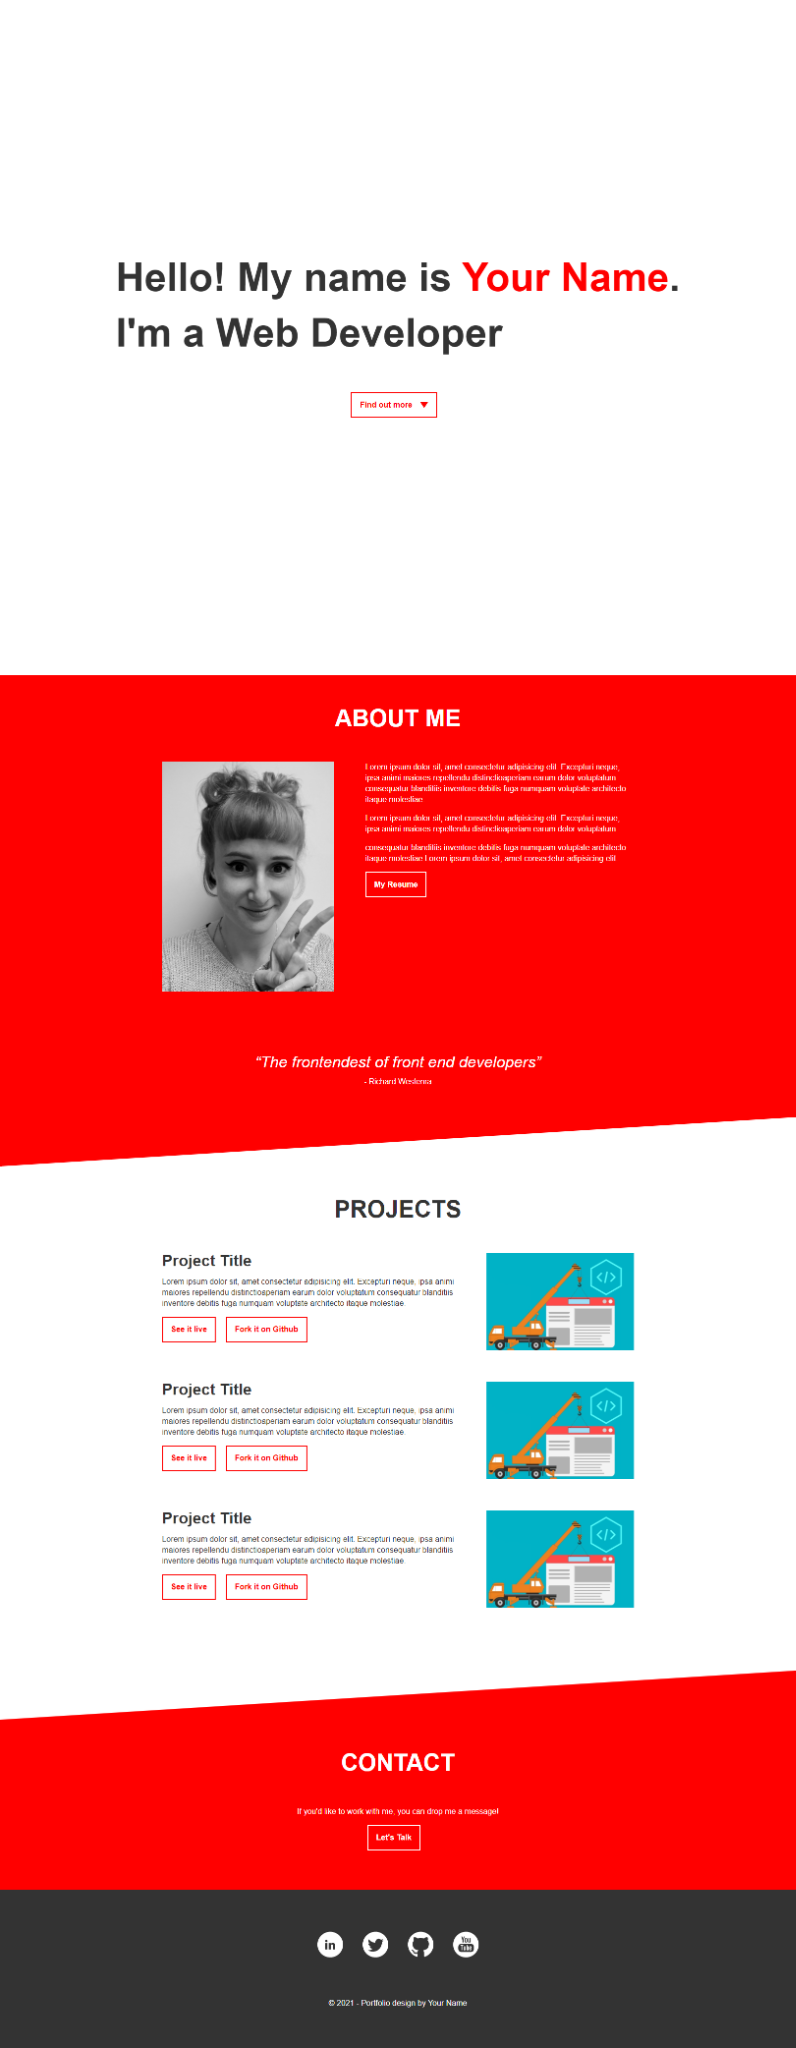 Hello! My name is Your Name.
I'm a Web Developer
Find out more
ABOUT ME
Lorem ipsum dolor sit, amet consectetur adipisicing elit. Excepturi neque,
ipsa animi maiores repellendu distinctioaperiam earum dolor voluptatum
consequatur blanditiis inventore debitis fuga numquam voluptate architecto
itaque molestiae.
Lorem ipsum dolor sit, amet consectetur adipisicing elit. Excepturi neque,
ipsa animi maiores repellendu distinctioaperiam earum dolor voluptatum
consequatur blanditiis inventore debitis fuga numquam voluptate architecto
itaque molestiae Lorem ipsum dolor sit, amet consectetur adipisicing elit
My Resume
“The frontendest of front end developers”
- Richard Westenra
PROJECTS
Project Title
Lorem ipsum dolor sit, amet consectetur adipisicing elit. Excepturi neque, ipsa animi
maiores repellendu distinctioaperiam earum dolor voluptatum consequatur blanditiis
inventore debitis fuga numquam voluptate architecto itaque molestiae.
See it live Fork it on Github
</>
Project Title
Lorem ipsum dolor sit, amet consectetur adipisicing elit. Excepturi neque, ipsa animi
maiores repellendu distinctioaperiam earum dolor voluptatum consequatur blanditiis
inventore debitis fuga numquam voluptate architecto itaque molestiae.
See it live Fork it on Github
</>
Project Title
Lorem ipsum dolor sit, amet consectetur adipisicing elit. Excepturi neque, ipsa animi
maiores repellendu distinctioaperiam earum dolor voluptatum consequatur blanditiis
inventore debitis fuga numquam voluptate architecto itaque molestiae.
See it live Fork it on Github
</>
CONTACT
If you'd like to work with me, you can drop me a message!
Let's Talk
in
You
Tube
© 2021 - Portfolio design by Your Name